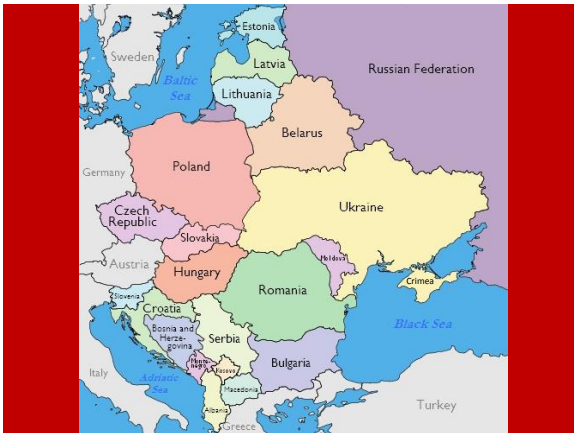 Estonia
Sweden
Latvia
Russian Federation
Baltic
Sea
Lithuania
Belarus
Poland
Germany
Ukraine
Czech
Republic
Slovakia
Austria
Moldova
Hungary
Crimea
Romania
Slovenia
Croatia
Black Sea
Bosnia and
Herze-
govina
Serbia
Monte-
negro
Kosovo
Bulgaria
Italy
Adriatic
Sea
Macedonia
Turkey
Albania
Greece